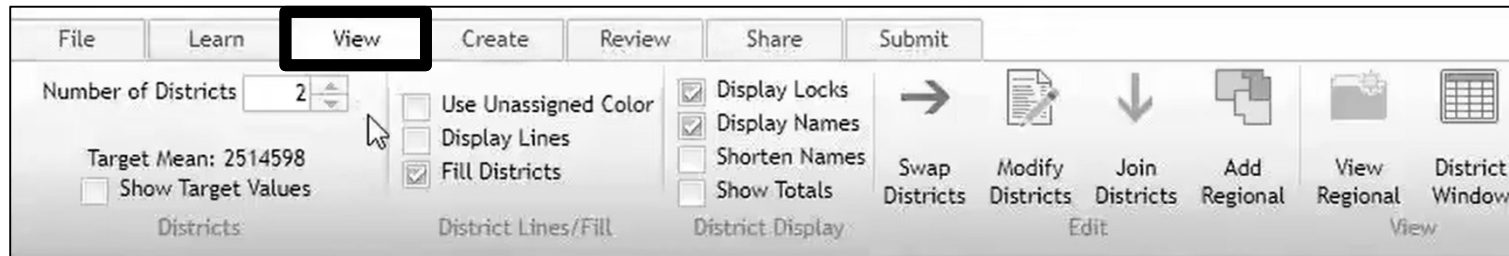 File Learn View Create Review Share Submit
Number of Districts 2
Target Mean: 2514598
Show Target Values
Districts
Use Unassigned Color
Display Lines
Fill Districts
District Lines/Fill
Display Locks
Display Names
Shorten Names
Show Totals
District Display
Swap
Districts
Modify
Districts
Join
Districts
Add
Regional
Edit
View
Regional
District
Window
View